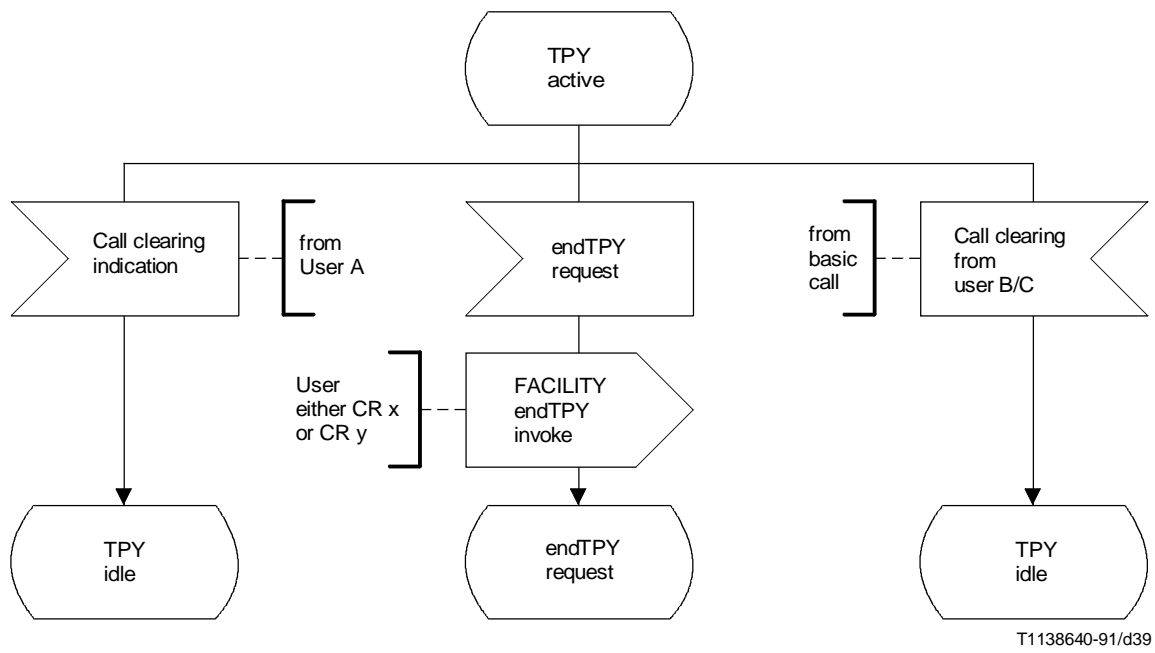 TPY
active
Call clearing
indication
from
User A
endTPY
request
from
basic
call
Call clearing
from
user B/C
User
either CR x
or CR y
FACILITY
endTPY
invoke
TPY
idle
endTPY
request
TPY
idle
T1138640-91/d39